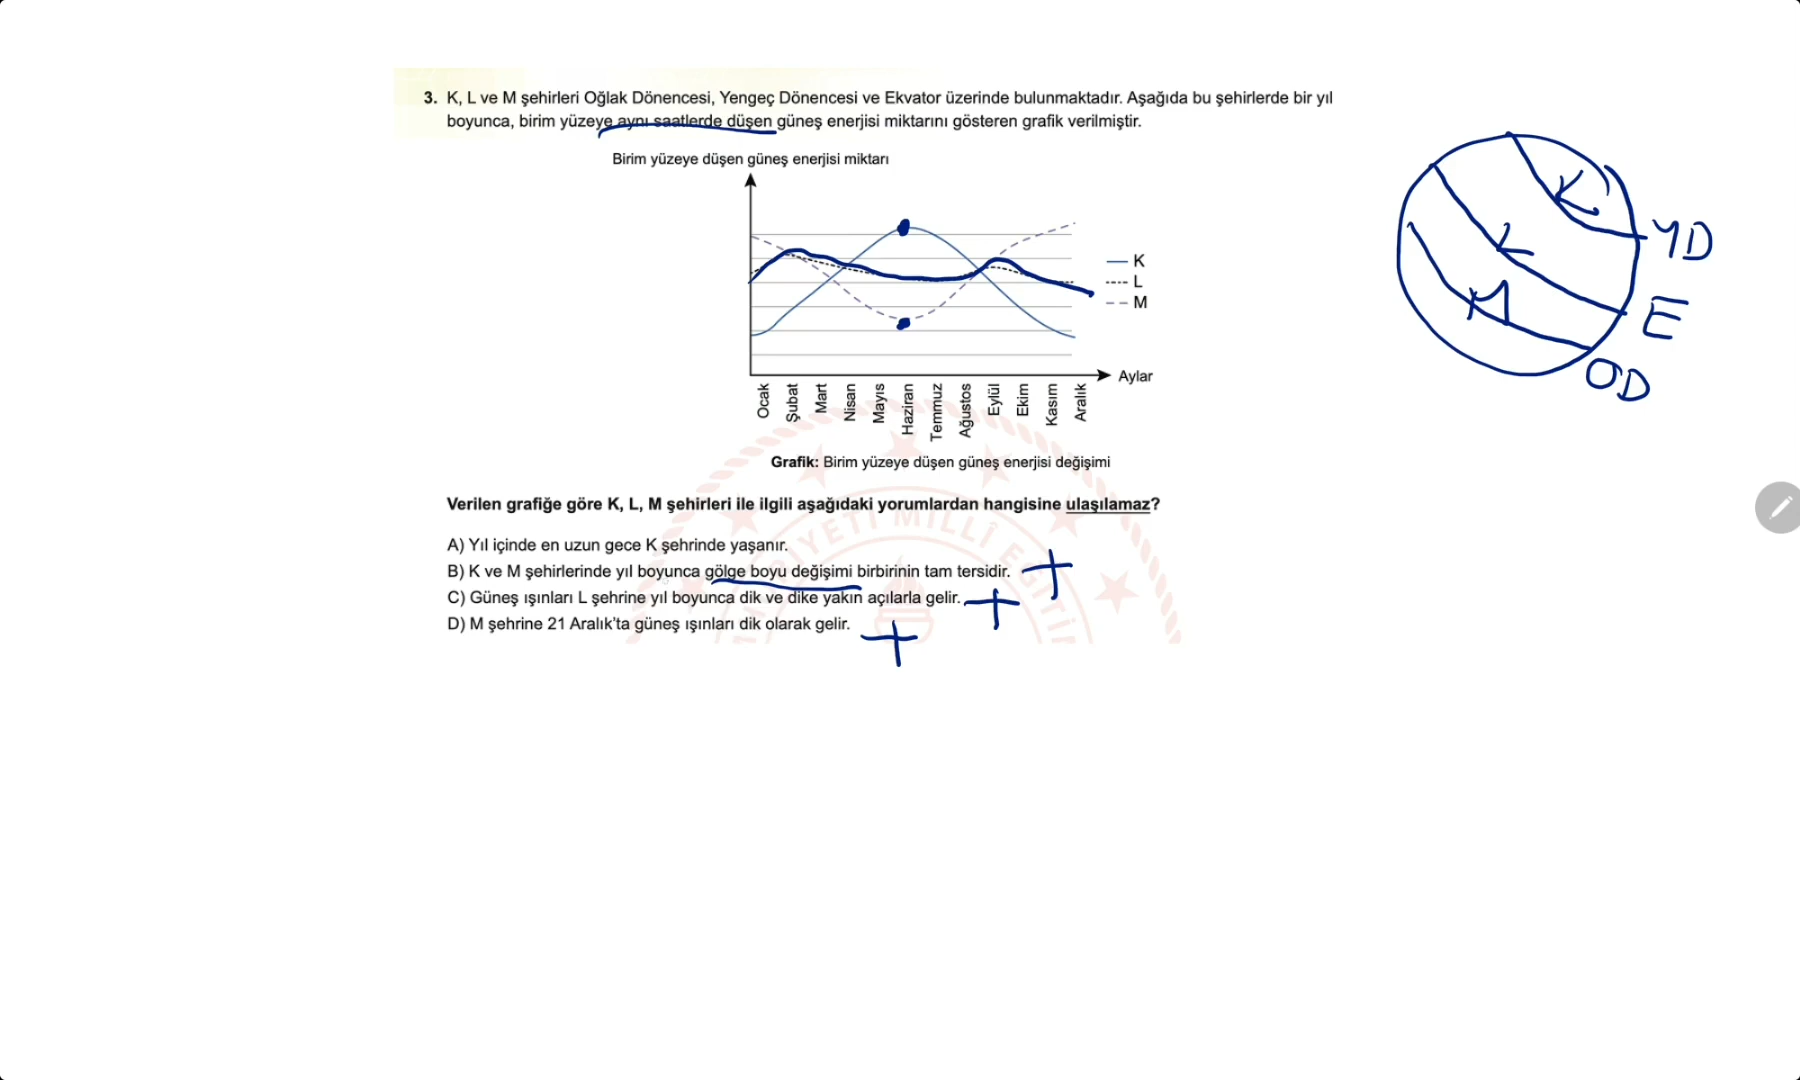 3. K, L ve M şehirleri Oğlak Dönencesi, Yengeç Dönencesi ve Ekvator üzerinde bulunmaktadır. Aşağıda bu şehirlerde bir yıl
boyunca, birim yüzeye aynı saatlerde düşen güneş enerjisi miktarını gösteren grafik verilmiştir.
Birim yüzeye düşen güneş enerjisi miktarı
K
L
M
Aylar
Ocak
Şubat
Mart
Nisan
Mayıs
Haziran
Temmuz
Ağustos
Eylül
Ekim
Kasım
Aralık
Grafik: Birim yüzeye düşen güneş enerjisi değişimi
Verilen grafiğe göre K, L, M şehirleri ile ilgili aşağıdaki yorumlardan hangisine ulaşılamaz?
A) Yıl içinde en uzun gece K şehrinde yaşanır.
B) K ve M şehirlerinde yıl boyunca gölge boyu değişimi birbirinin tam tersidir. +
C) Güneş ışınları L şehrine yıl boyunca dik ve dike yakın açılarla gelir. +
D) M şehrine 21 Aralık'ta güneş ışınları dik olarak gelir. +
K
YD
L
E
M
OD